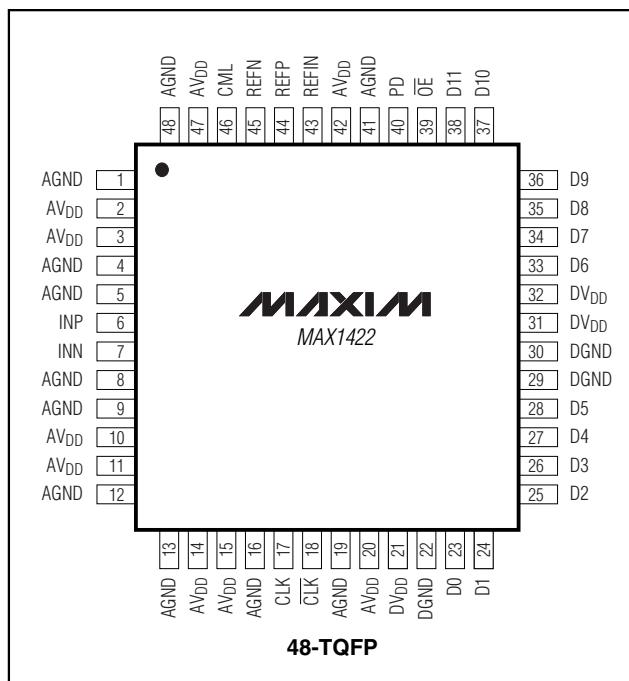 AGND AVDD CML REFN REFP REFIN AVDD AGND PD OE D11 D10
48 47 46 45 44 43 42 41 40 39 38 37
AGND 1 36 D9
AVDD 2 35 D8
AVDD 3 34 D7
AGND 4 33 D6
AGND 5 32 DVDD
INP 6 31 DVDD
INN 7 30 DGND
AGND 8 29 DGND
AGND 9 28 D5
AVDD 10 27 D4
AVDD 11 26 D3
AGND 12 25 D2
MAXIM
MAX1422
13 14 15 16 17 18 19 20 21 22 23 24
AGND AVDD AVDD AGND CLK CLK AGND AVDD DVDD DGND D0 D1
48-TQFP